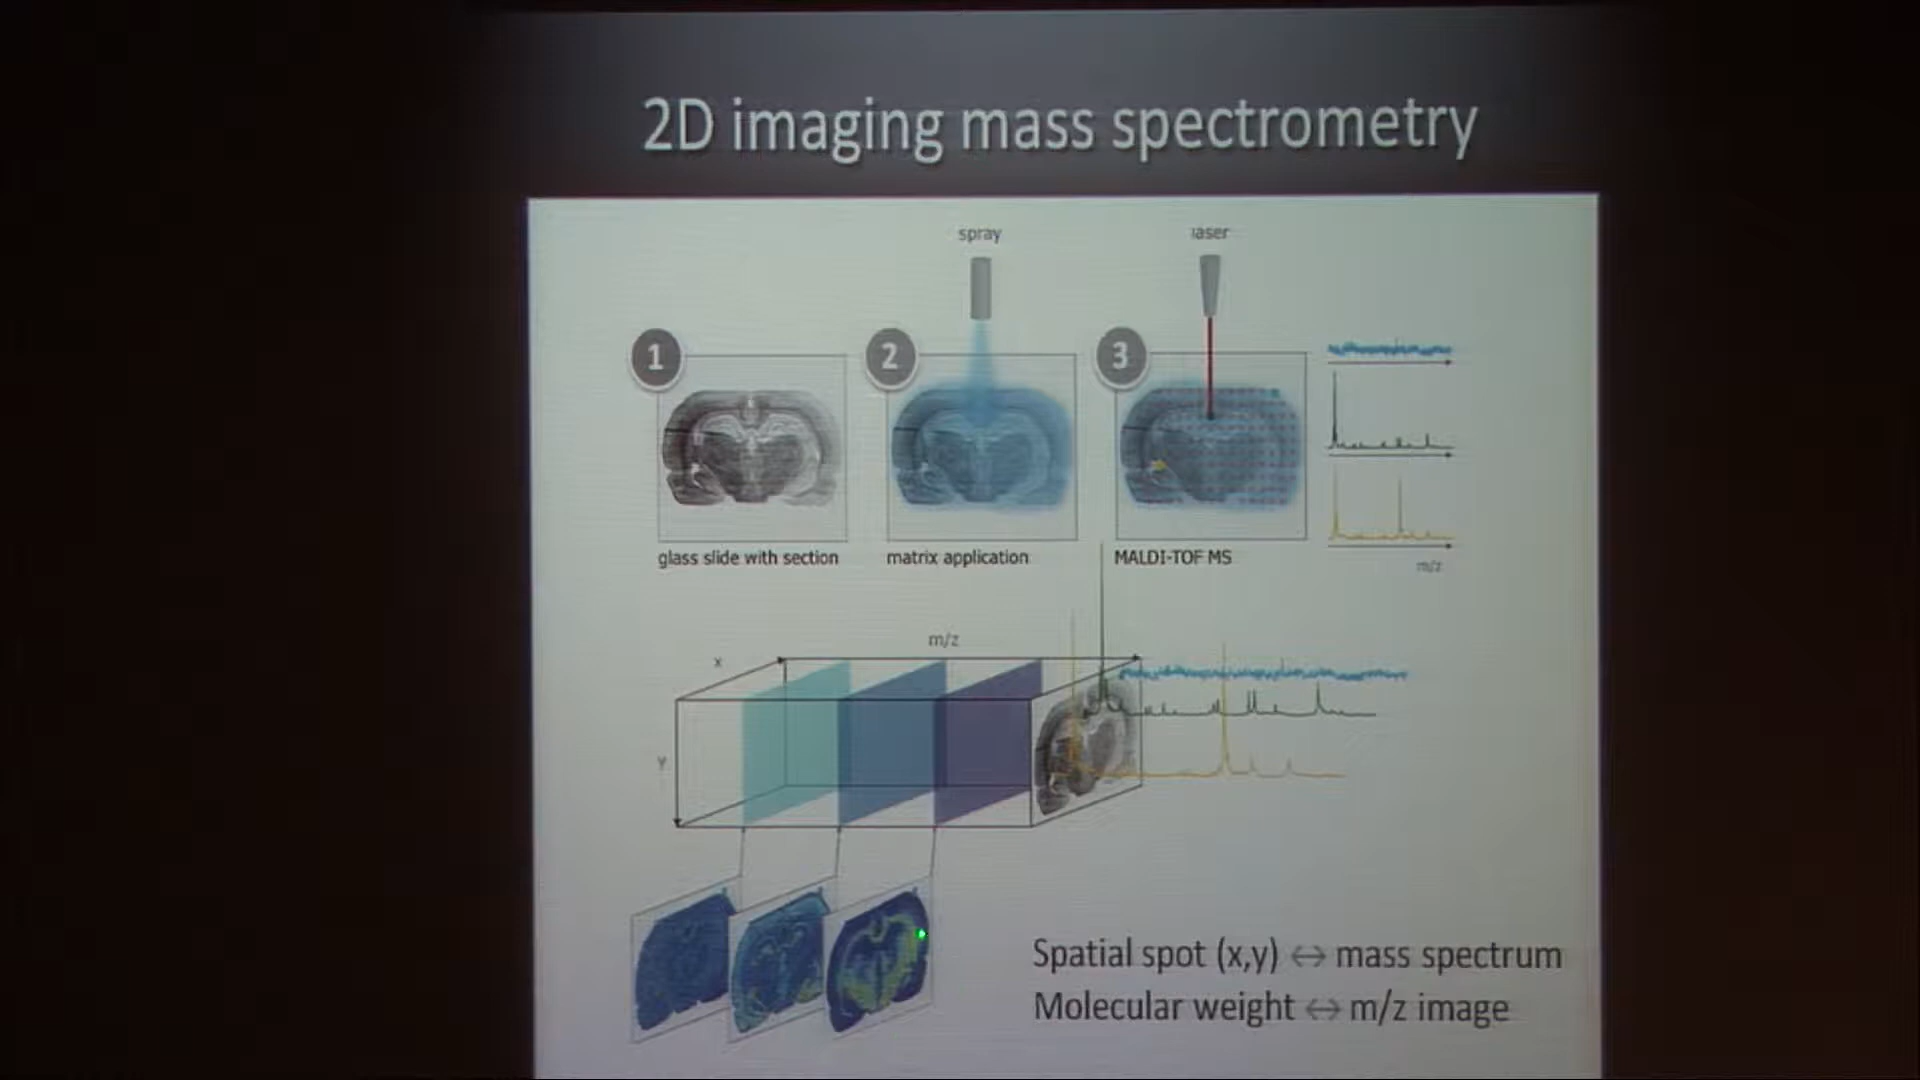 2D imaging mass spectrometry
spray
laser
1
2
3
glass slide with section
matrix application
MALDI-TOF MS
m/z
m/z
x
y
Spatial spot (x,y) ↔ mass spectrum
Molecular weight ↔ m/z image